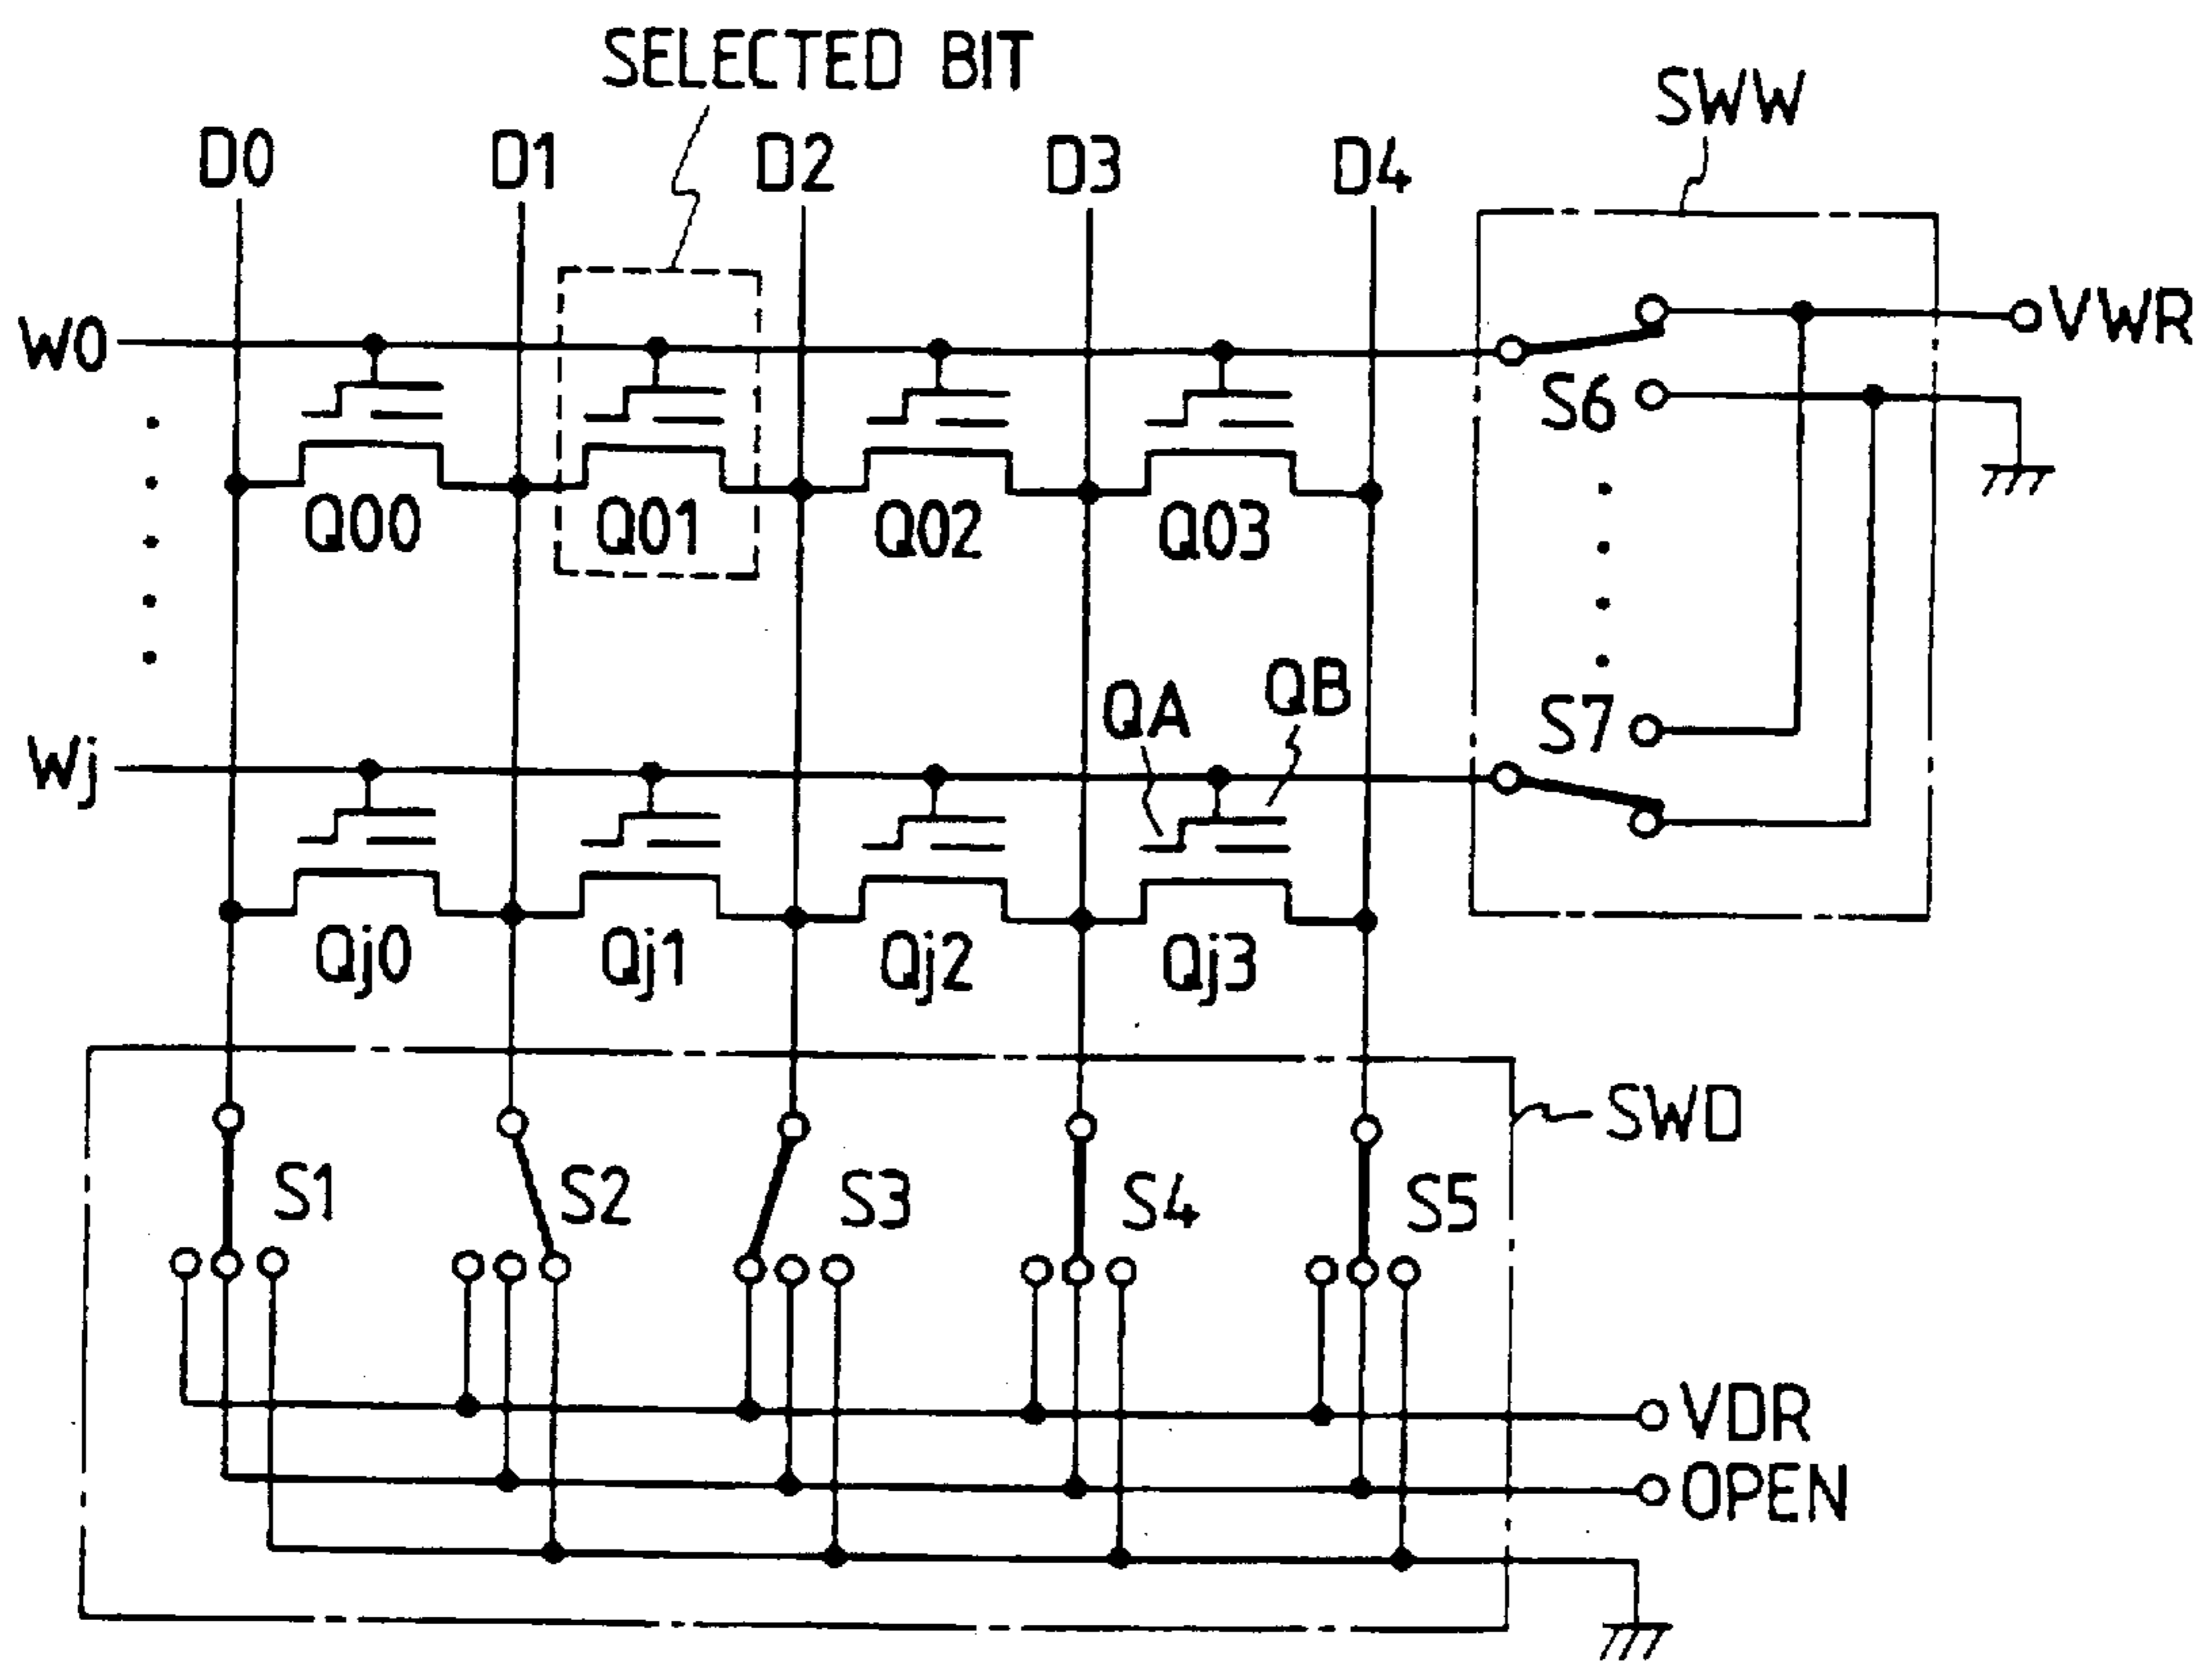 SELECTED BIT
SWW
D0 D1 D2 D3 D4
W0
VWR
S6
Q00 Q01 Q02 Q03
QA QB
S7
Wj
Qj0 Qj1 Qj2 Qj3
SWD
S1 S2 S3 S4 S5
VDR
OPEN